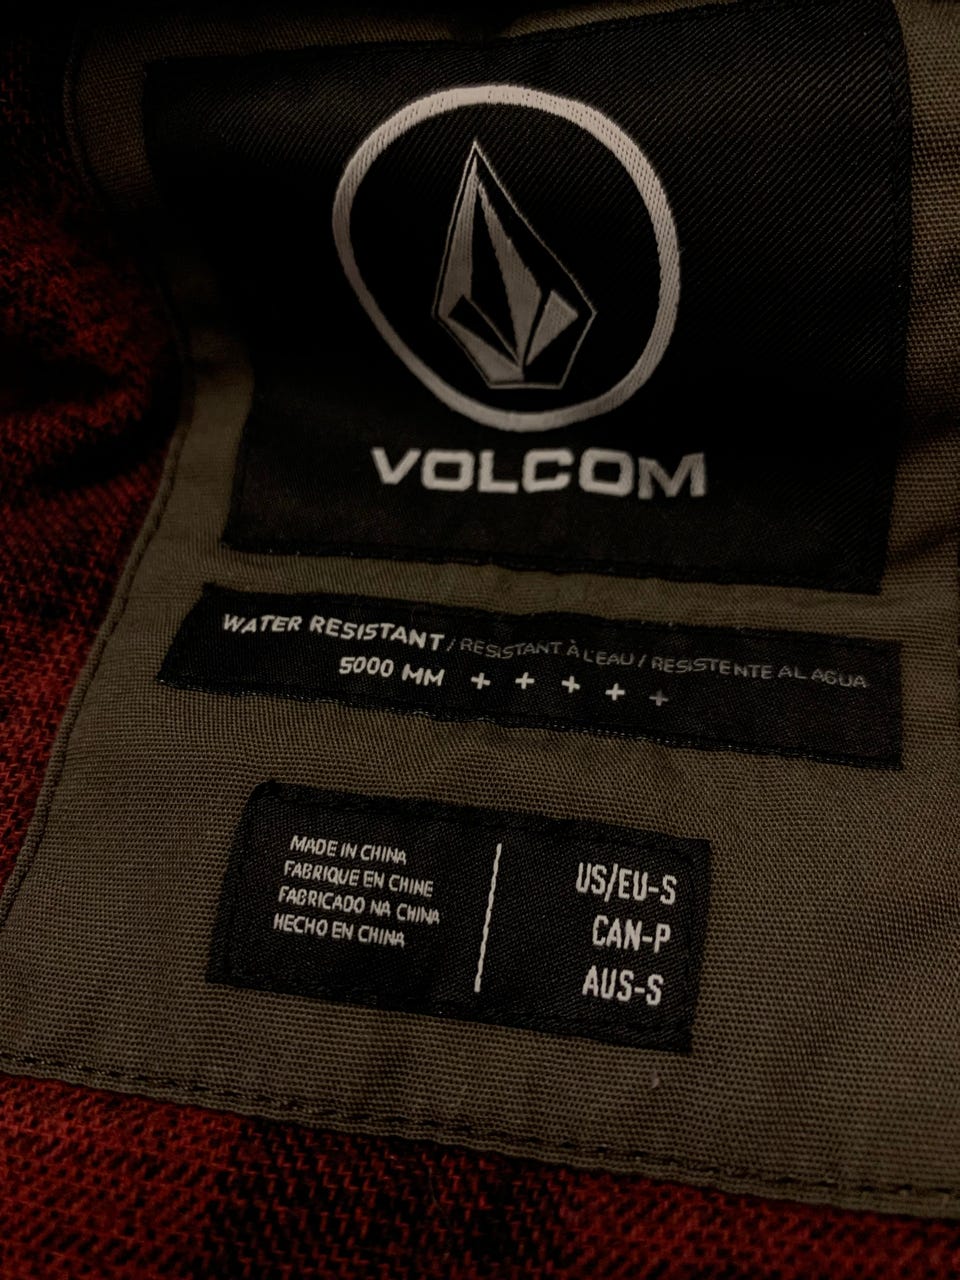 VOLCOM
WATER RESISTANT / RÉSISTANT À L'EAU / RESISTENTE AL AGUA
5000 MM + + + + +
MADE IN CHINA
FABRIQUE EN CHINE
FABRICADO NA CHINA
HECHO EN CHINA
US/EU-S
CAN-P
AUS-S